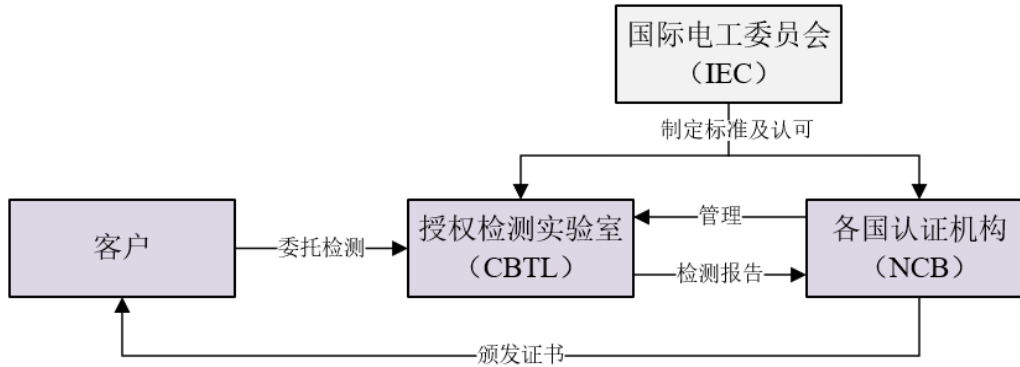 国际电工委员会
（IEC）
制定标准及认可
客户
委托检测
授权检测实验室
（CBTL）
管理
检测报告
各国认证机构
（NCB）
颁发证书